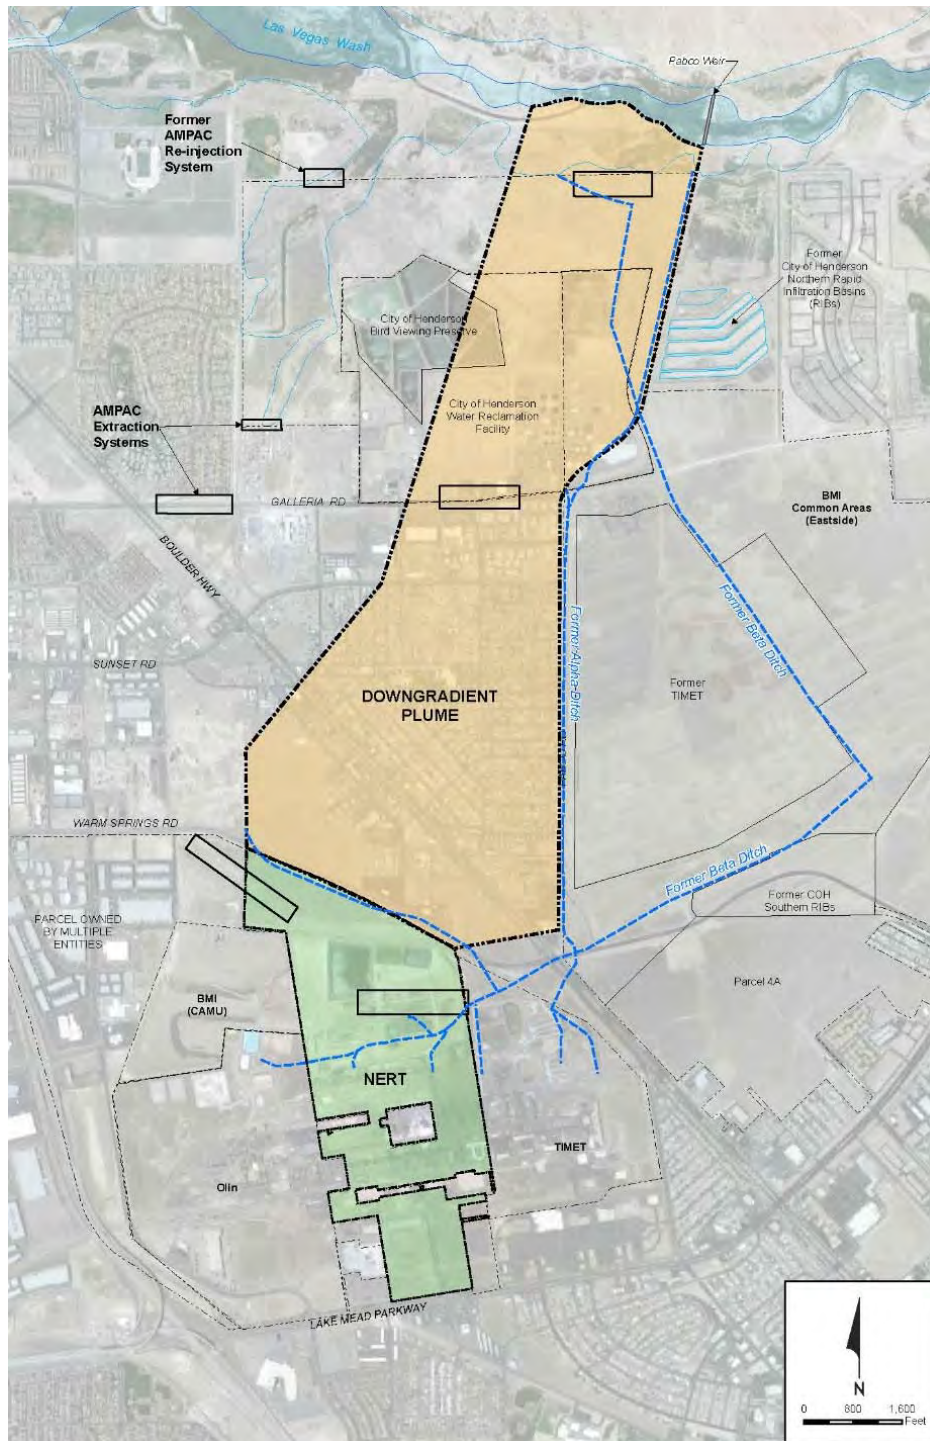 Las Vegas Wash
Pabco Weir
Former
AMPAC
Re-injection
System
Former
City of Henderson
Northern Rapid
Infiltration Basins
(RIBs)
City of Henderson
Bird Viewing Preserve
AMPAC
Extraction
Systems
City of Henderson
Water Reclamation
Facility
GALLERIA RD
BMI
Common Areas
(Eastside)
BOULDER HWY
Former Beta Ditch
Former Alpha Ditch
SUNSET RD
Former
TIMET
DOWNGRADIENT
PLUME
WARM SPRINGS RD
Former Beta Ditch
Former COH
Southern RIBs
PARCEL OWNED
BY MULTIPLE
ENTITIES
Parcel 4A
BMI
(CAMU)
NERT
TIMET
Olin
LAKE MEAD PARKWAY
N
0 800 1,600
Feet